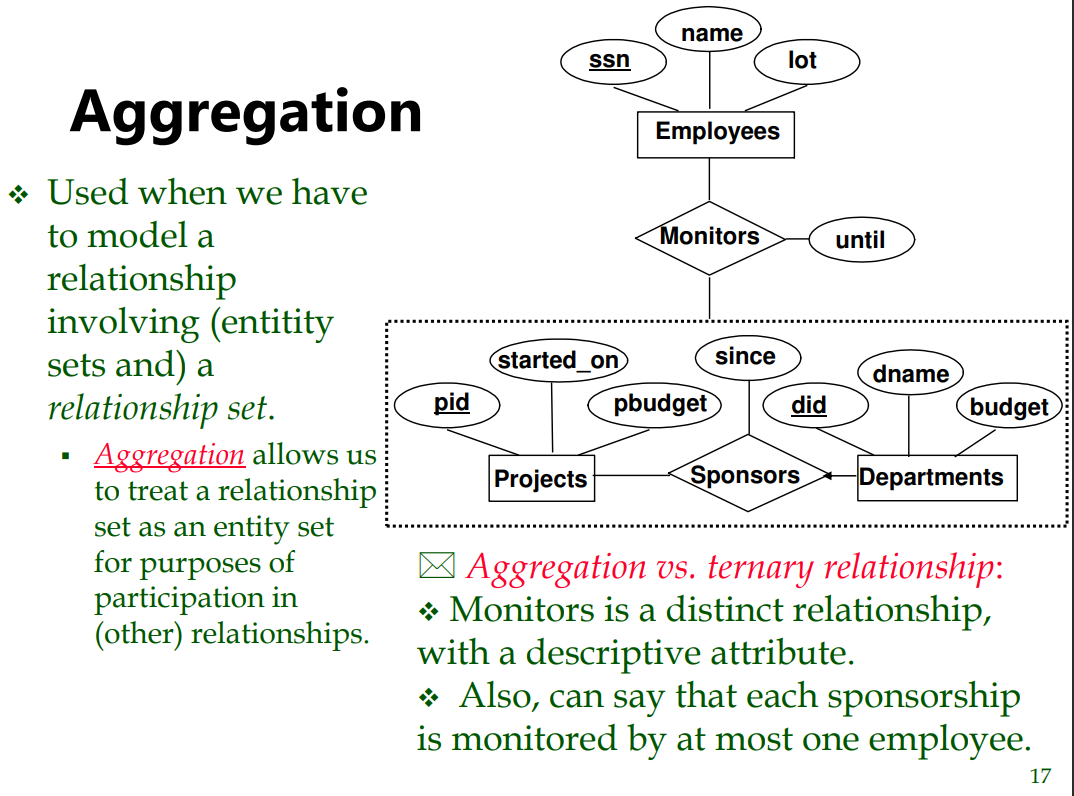 Aggregation
❖ Used when we have
to model a
relationship
involving (entitity
sets and) a
relationship set.
▪ Aggregation allows us
to treat a relationship
set as an entity set
for purposes of
participation in
(other) relationships.
name
ssn
lot
Employees
Monitors
until
started_on
since
dname
pid
pbudget
did
budget
Projects
Sponsors
Departments
Aggregation vs. ternary relationship:
❖ Monitors is a distinct relationship,
with a descriptive attribute.
❖ Also, can say that each sponsorship
is monitored by at most one employee.
17